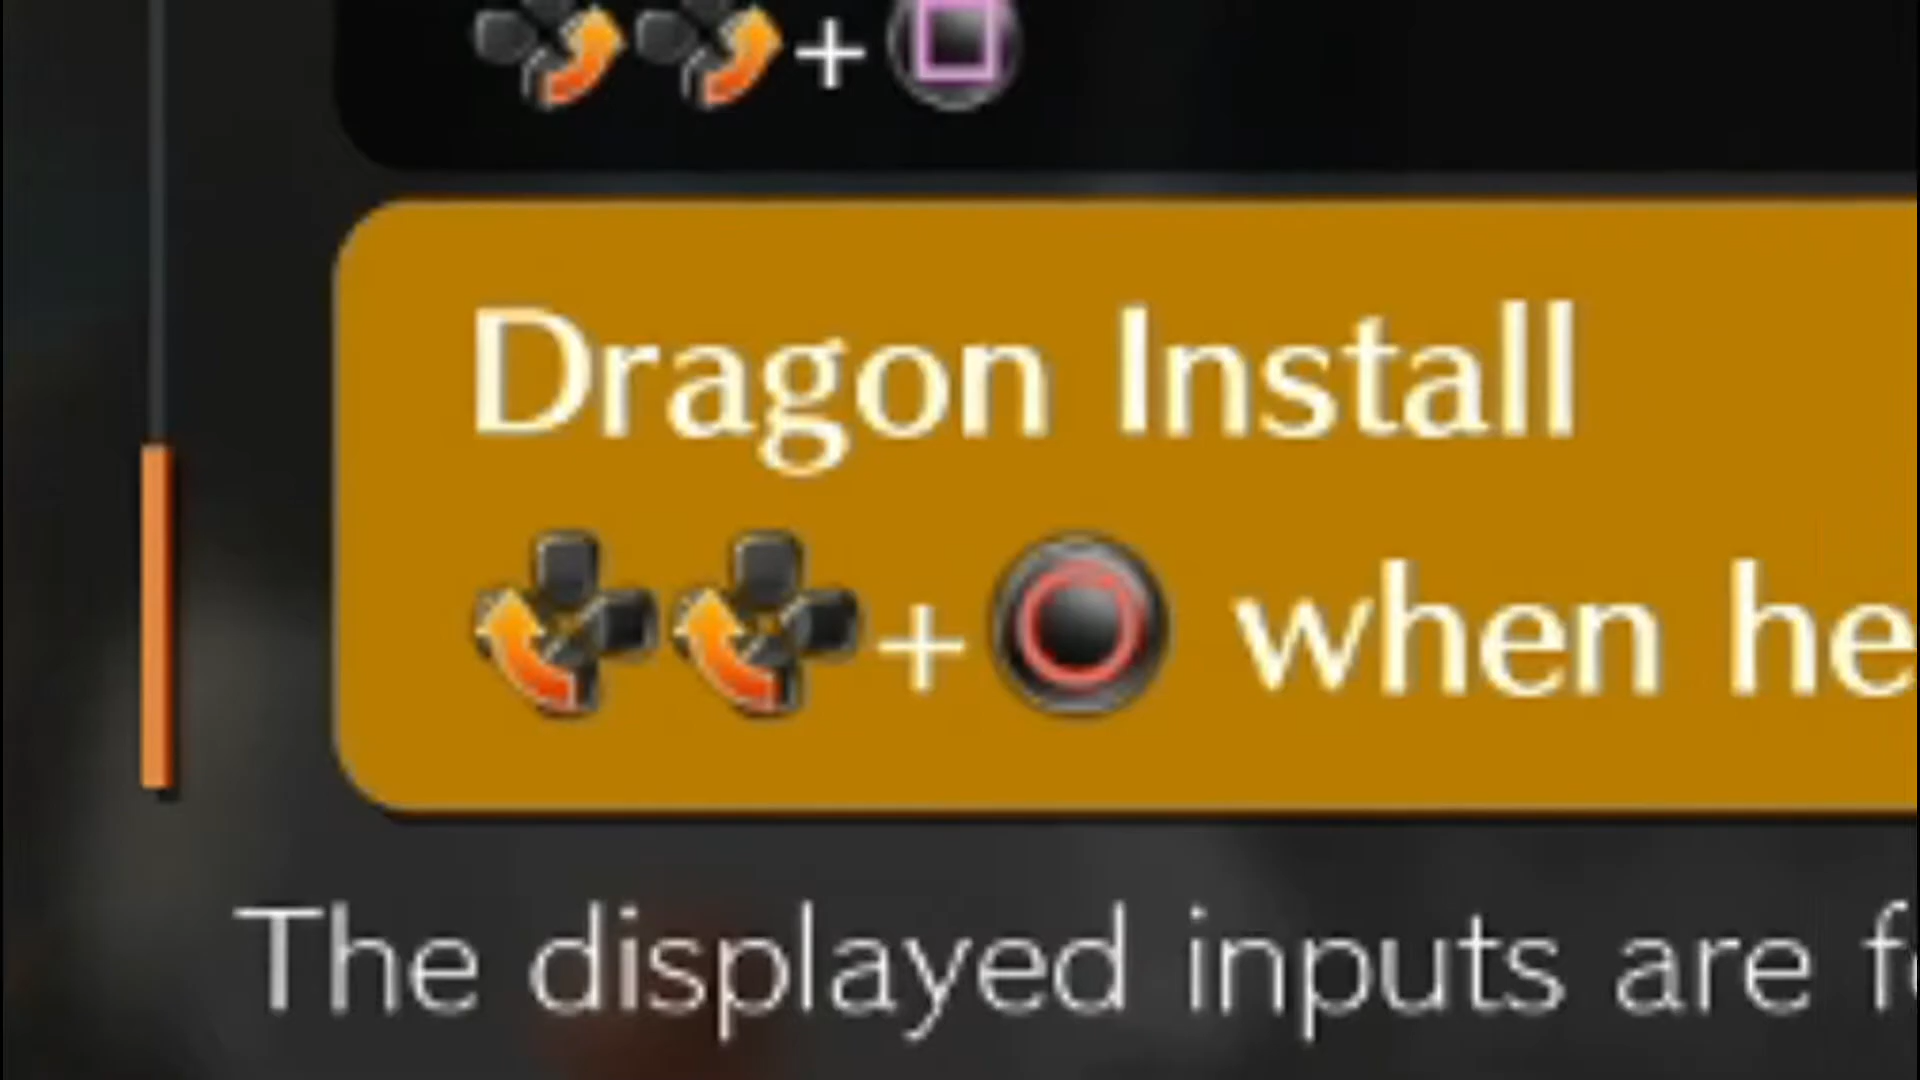 +
Dragon Install
+ when he
The displayed inputs are f